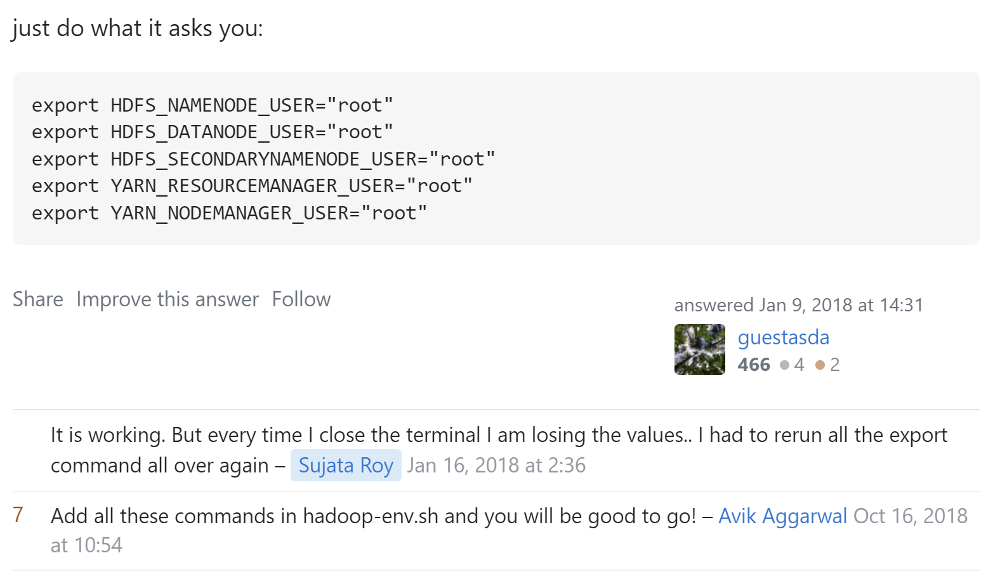 just do what it asks you:
export HDFS_NAMENODE_USER="root"
export HDFS_DATANODE_USER="root"
export HDFS_SECONDARYNAMENODE_USER="root"
export YARN_RESOURCEMANAGER_USER="root"
export YARN_NODEMANAGER_USER="root"
Share Improve this answer Follow
answered Jan 9, 2018 at 14:31
guestasda
466 4 2
It is working. But every time I close the terminal I am losing the values.. I had to rerun all the export
command all over again – Sujata Roy Jan 16, 2018 at 2:36
7 Add all these commands in hadoop-env.sh and you will be good to go! – Avik Aggarwal Oct 16, 2018
at 10:54